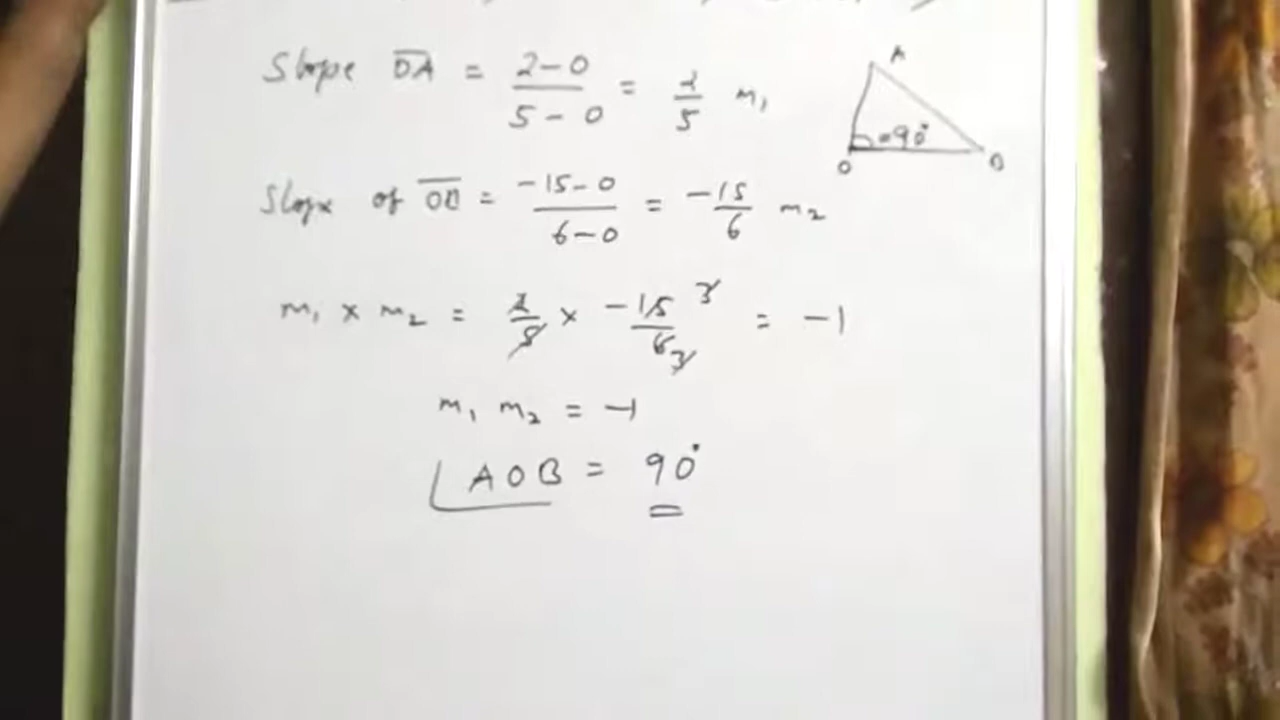 Slope OA = 2-0 / 5-0 = 2/5 m₁
A
=90°
O B
Slope of OB = -15-0 / 6-0 = -15/6 m₂
m₁ × m₂ = 2/5 × -15/6 3 3 = -1
m₁ m₂ = -1
∠AOB = 90°